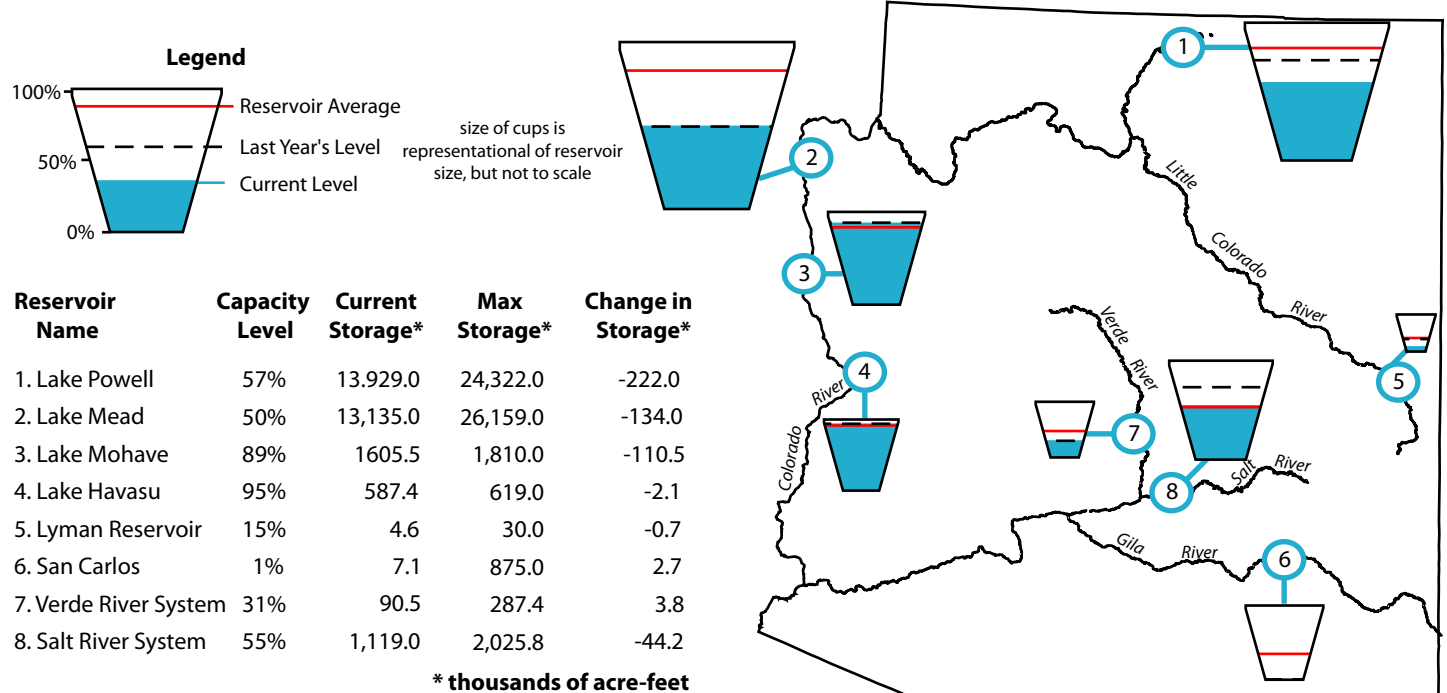 Legend
100%
50%
0%
Reservoir Average
Last Year's Level
Current Level
size of cups is
representational of reservoir
size, but not to scale
Reservoir Name Capacity Level Current Storage* Max Storage* Change in Storage*
1. Lake Powell 57% 13.929.0 24,322.0 -222.0
2. Lake Mead 50% 13,135.0 26,159.0 -134.0
3. Lake Mohave 89% 1605.5 1,810.0 -110.5
4. Lake Havasu 95% 587.4 619.0 -2.1
5. Lyman Reservoir 15% 4.6 30.0 -0.7
6. San Carlos 1% 7.1 875.0 2.7
7. Verde River System 31% 90.5 287.4 3.8
8. Salt River System 55% 1,119.0 2,025.8 -44.2
* thousands of acre-feet
1
2
3
4
5
6
7
8
Little Colorado River
Verde River
Colorado River
Salt River
Gila River